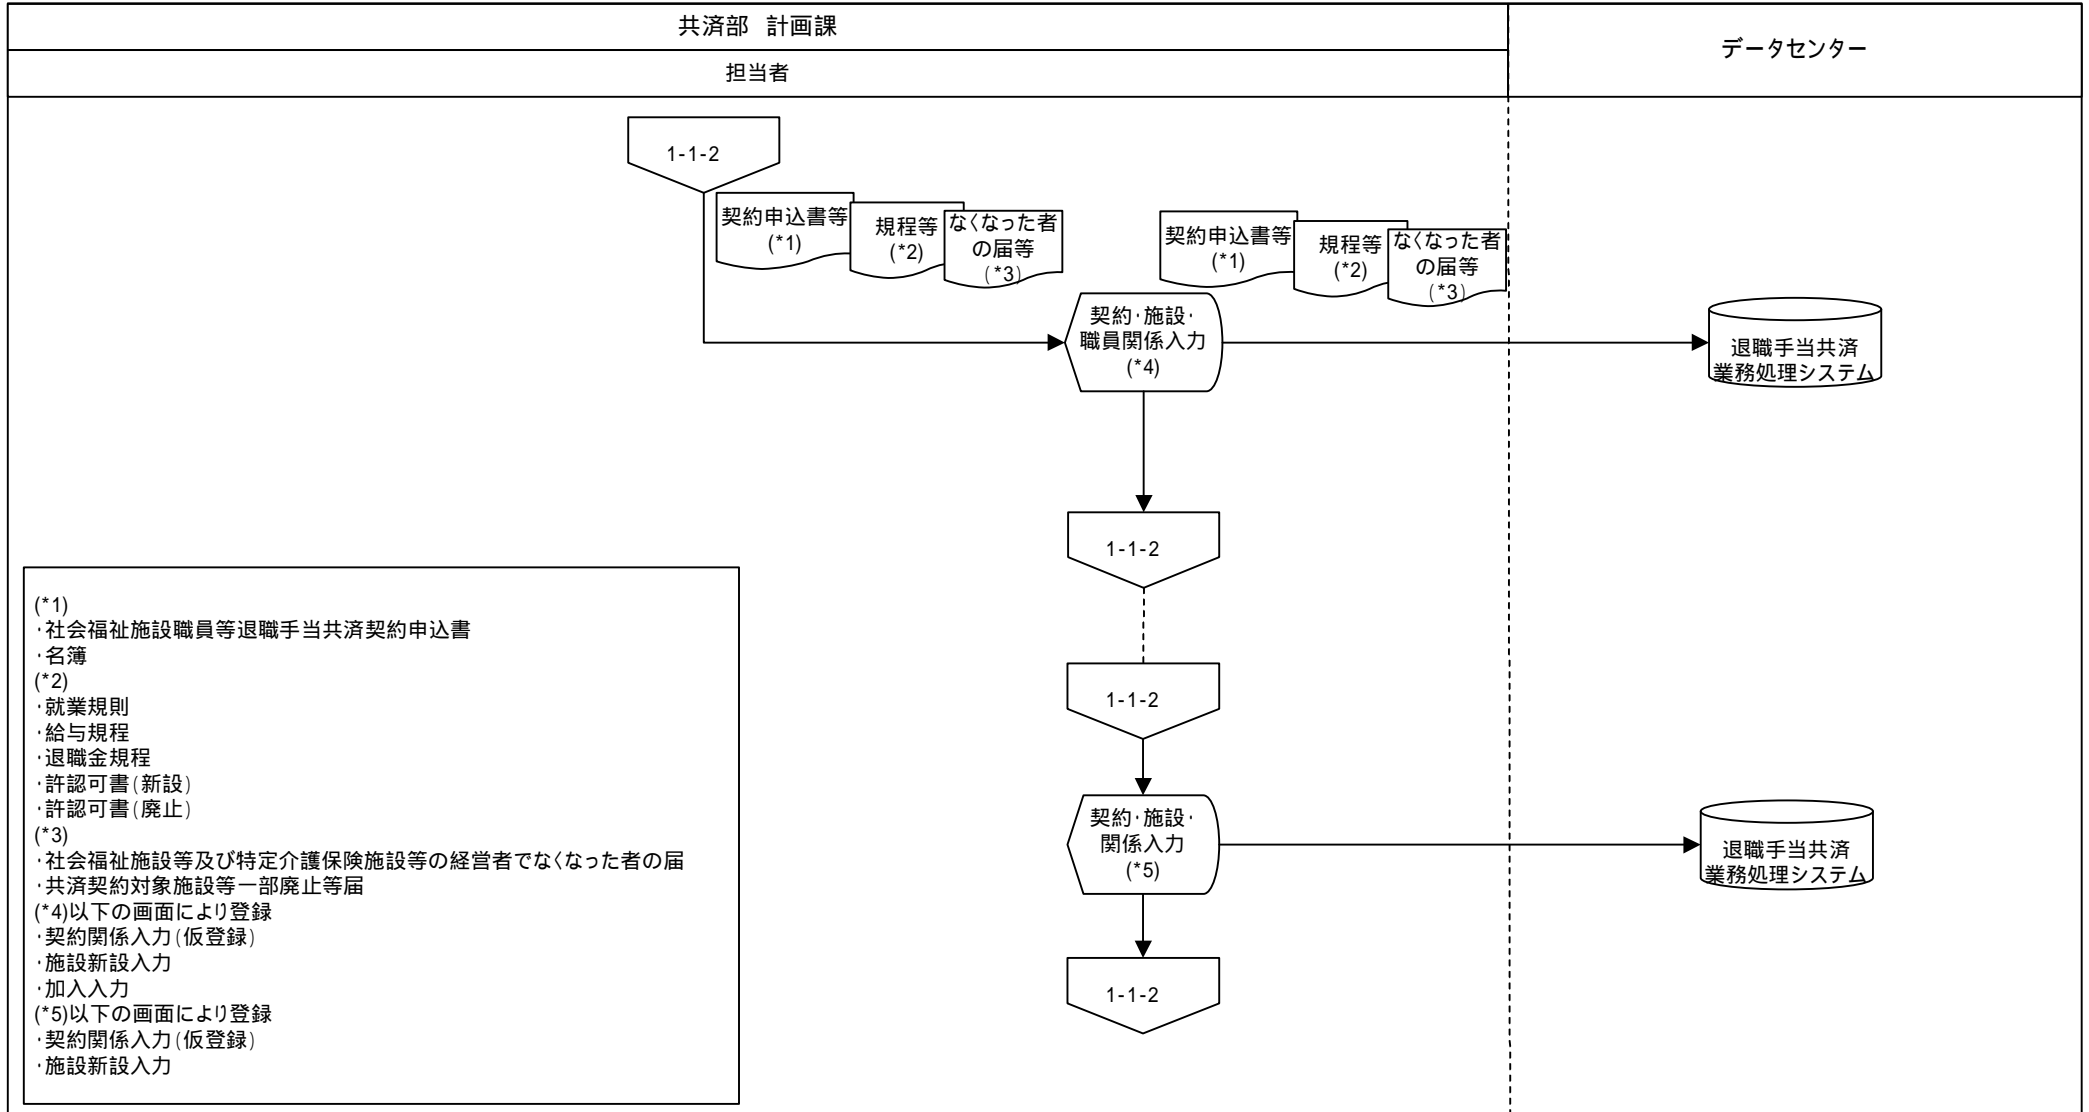 共済部 計画課
担当者
データセンター
1-1-2
契約申込書等
(*1)
規程等
(*2)
なくなった者
の届等
(*3)
契約申込書等
(*1)
規程等
(*2)
なくなった者
の届等
(*3)
契約・施設・
職員関係入力
(*4)
退職手当共済
業務処理システム
1-1-2
1-1-2
契約・施設・
関係入力
(*5)
退職手当共済
業務処理システム
1-1-2
(*1)
・社会福祉施設職員等退職手当共済契約申込書
・名簿
(*2)
・就業規則
・給与規程
・退職金規程
・許認可書(新設)
・許認可書(廃止)
(*3)
・社会福祉施設等及び特定介護保険施設等の経営者でなくなった者の届
・共済契約対象施設等一部廃止等届
(*4)以下の画面により登録
・契約関係入力(仮登録)
・施設新設入力
・加入入力
(*5)以下の画面により登録
・契約関係入力(仮登録)
・施設新設入力